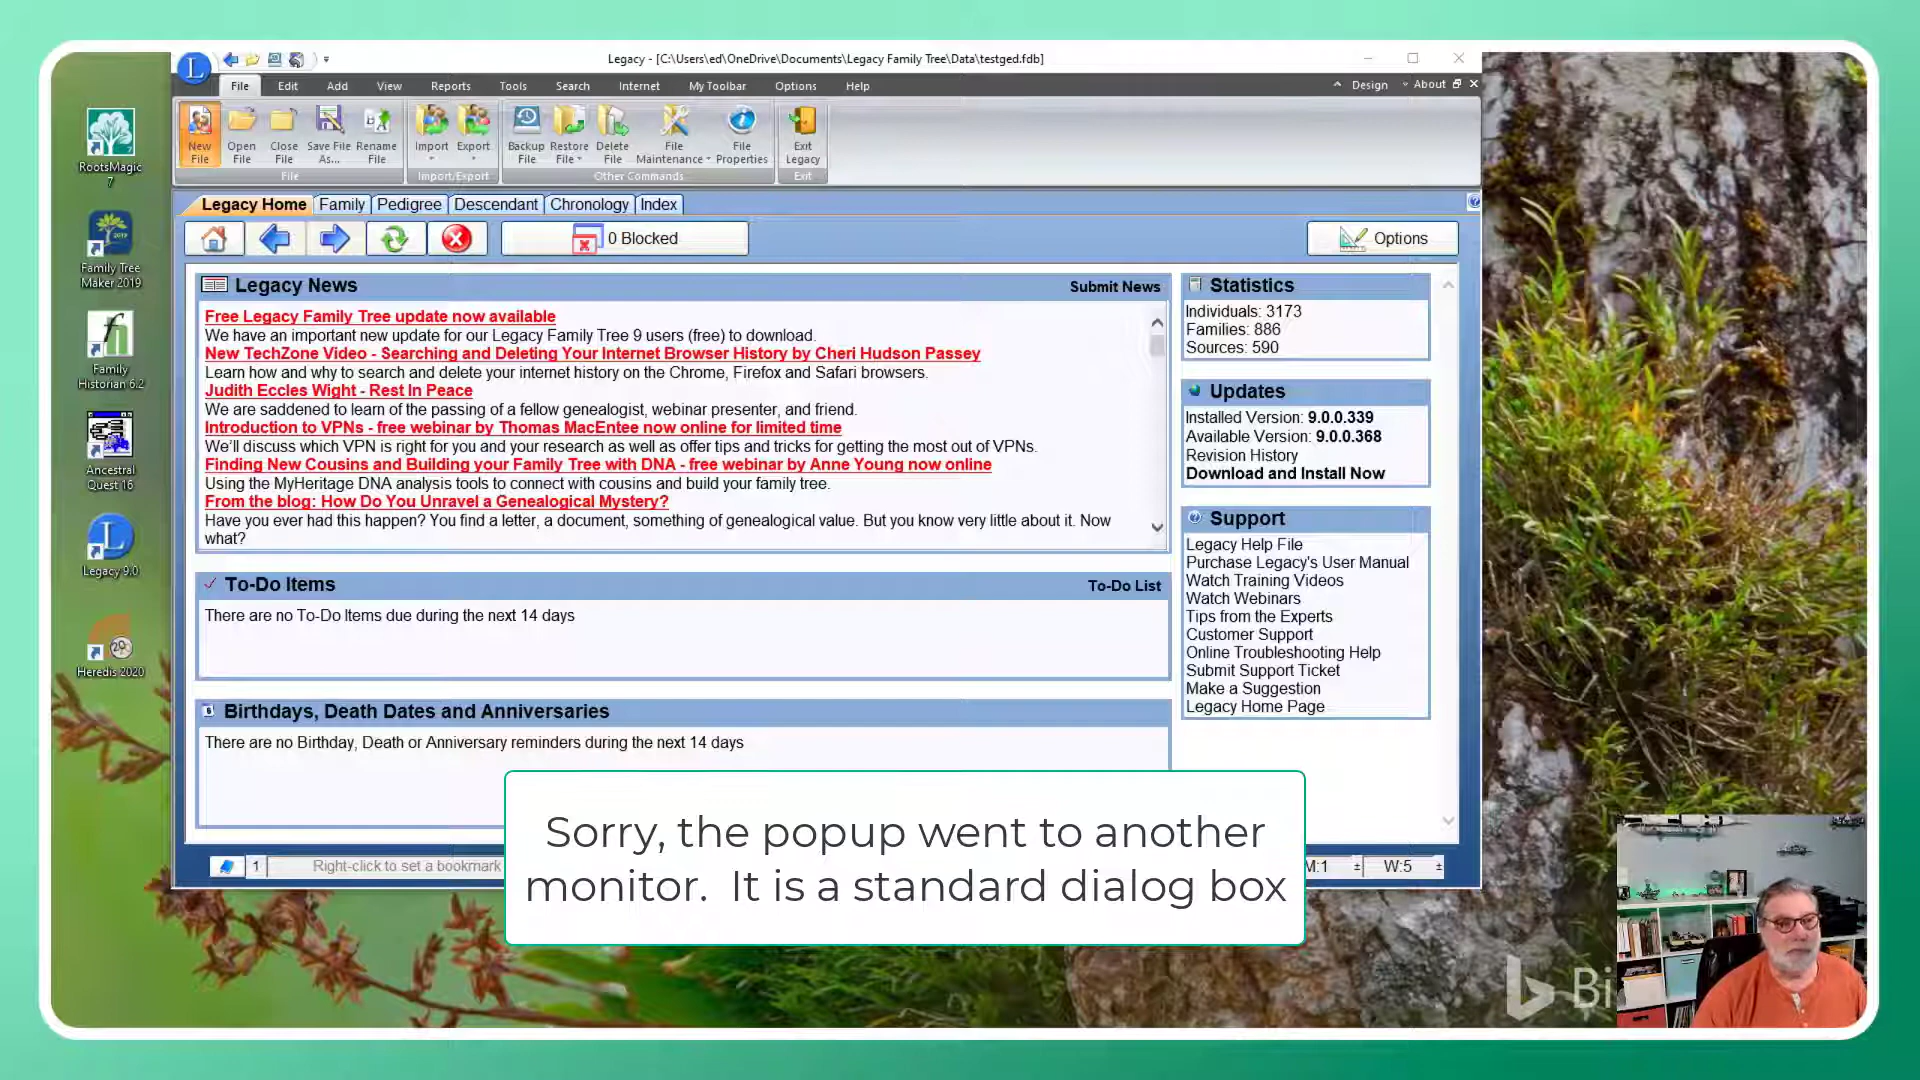 Legacy - [C:\Users\ed\OneDrive\Documents\Legacy Family Tree\Data\testged.fdb]
File Edit Add View Reports Tools Search Internet My Toolbar Options Help
Design About
New File
Open File
Close File
Save File As...
Rename File
File
Import
Export
Import/Export
Backup File
Restore File
Delete File
File Maintenance
File Properties
Other Commands
Exit Legacy
Exit
Legacy Home Family Pedigree Descendant Chronology Index
0 Blocked
Options
RootsMagic
7
Family Tree
Maker 2019
Family
Historian 6.2
Ancestral
Quest 16
Legacy 9.0
Heredis 2020
Legacy News Submit News
Free Legacy Family Tree update now available
We have an important new update for our Legacy Family Tree 9 users (free) to download.
New TechZone Video - Searching and Deleting Your Internet Browser History by Cheri Hudson Passey
Learn how and why to search and delete your internet history on the Chrome, Firefox and Safari browsers.
Judith Eccles Wight - Rest In Peace
We are saddened to learn of the passing of a fellow genealogist, webinar presenter, and friend.
Introduction to VPNs - free webinar by Thomas MacEntee now online for limited time
We'll discuss which VPN is right for you and your research as well as offer tips and tricks for getting the most out of VPNs.
Finding New Cousins and Building your Family Tree with DNA - free webinar by Anne Young now online
Using the MyHeritage DNA analysis tools to connect with cousins and build your family tree.
From the blog: How Do You Unravel a Genealogical Mystery?
Have you ever had this happen? You find a letter, a document, something of genealogical value. But you know very little about it. Now
what?
To-Do Items To-Do List
There are no To-Do Items due during the next 14 days
Birthdays, Death Dates and Anniversaries
There are no Birthday, Death or Anniversary reminders during the next 14 days
Statistics
Individuals: 3173
Families: 886
Sources: 590
Updates
Installed Version: 9.0.0.339
Available Version: 9.0.0.368
Revision History
Download and Install Now
Support
Legacy Help File
Purchase Legacy's User Manual
Watch Training Videos
Watch Webinars
Tips from the Experts
Customer Support
Online Troubleshooting Help
Submit Support Ticket
Make a Suggestion
Legacy Home Page
1 Right-click to set a bookmark
M:1 W:5
Sorry, the popup went to another
monitor. It is a standard dialog box
Bi